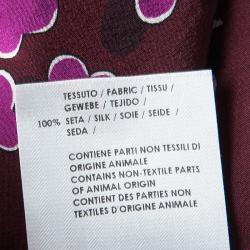 TESSUTO / FABRIC / TISSU /
GEWEBE / TEJIDO /
100% SETA / SILK / SOIE / SEIDE /
SEDA /
CONTIENE PARTI NON TESSILI DI
ORIGINE ANIMALE
CONTAINS NON-TEXTILE PARTS
OF ANIMAL ORIGIN
CONTIENT DES PARTIES NON
TEXTILES D'ORIGINE ANIMALE